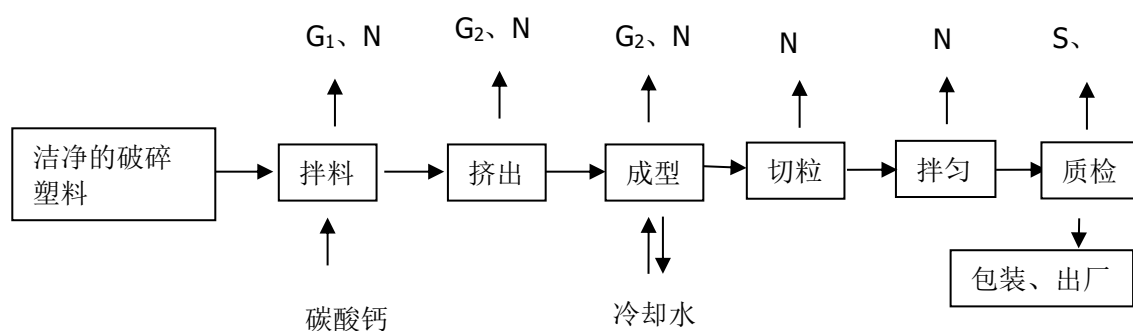 G₁、N
G₂、N
G₂、N
N
N
S、
洁净的破碎
塑料
拌料
挤出
成型
切粒
拌匀
质检
包装、出厂
碳酸钙
冷却水